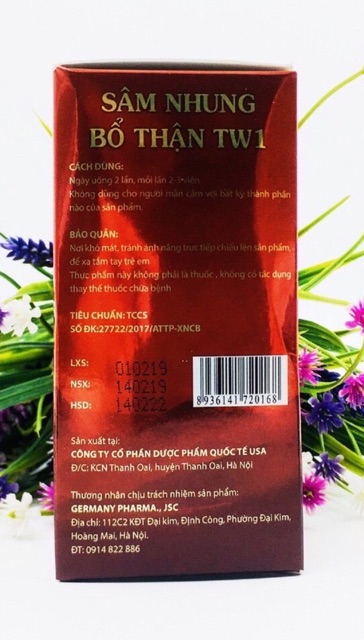 SÂM NHUNG
BỔ THẬN TW1
CÁCH DÙNG:
Ngày uống 2 lần, mỗi lần 2-3 viên
Không dùng cho người mẫn cảm với bất kỳ thành phần
nào của sản phẩm.
BẢO QUẢN:
Nơi khô mát, tránh ánh nắng trực tiếp chiếu lên sản phẩm,
để xa tầm tay trẻ em
Thực phẩm này không phải là thuốc, không có tác dụng
thay thế thuốc chữa bệnh
TIÊU CHUẨN: TCCS
SỐ ĐK:27722/2017/ATTP-XNCB
LXS: 010219
NSX: 140219
HSD: 140222
8936141720168
Sản xuất tại:
CÔNG TY CỔ PHẦN DƯỢC PHẨM QUỐC TẾ USA
Đ/C: KCN Thanh Oai, huyện Thanh Oai, Hà Nội
Thương nhân chịu trách nhiệm sản phẩm:
GERMANY PHARMA., JSC
Địa chỉ: 112C2 KĐT Đại kim, Định Công, Phường Đại Kim,
Hoàng Mai, Hà Nội.
ĐT: 0914 822 886